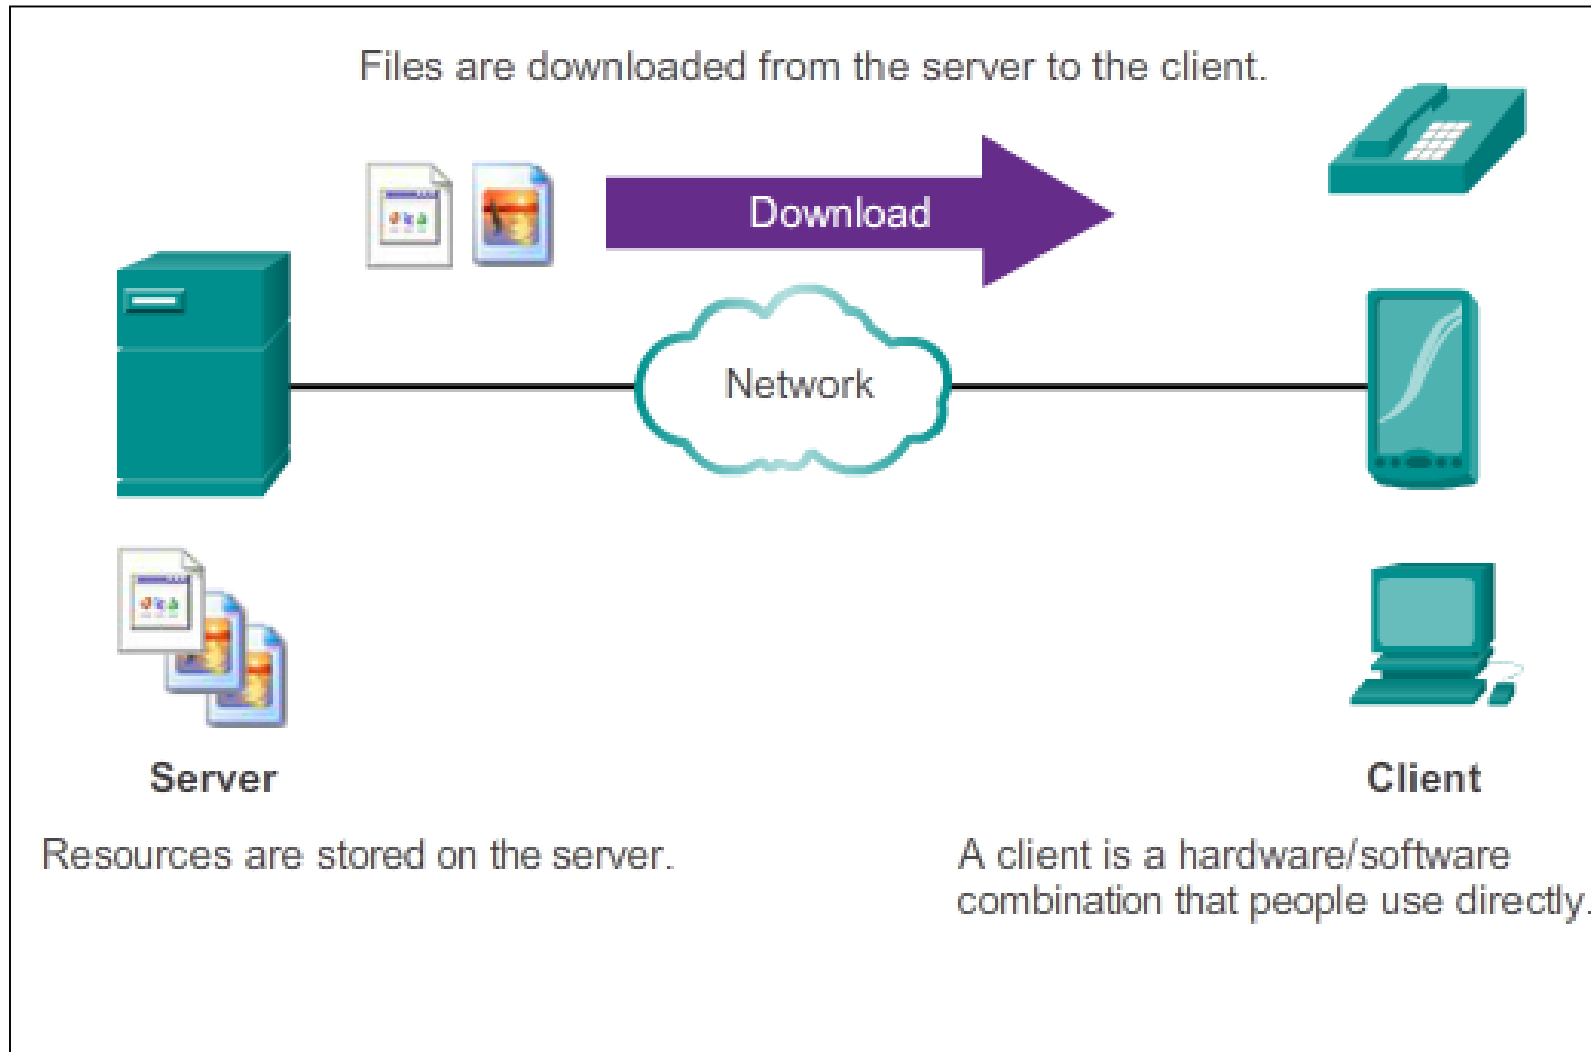 Files are downloaded from the server to the client.
Download
Network
Server
Client
Resources are stored on the server.
A client is a hardware/software
combination that people use directly.